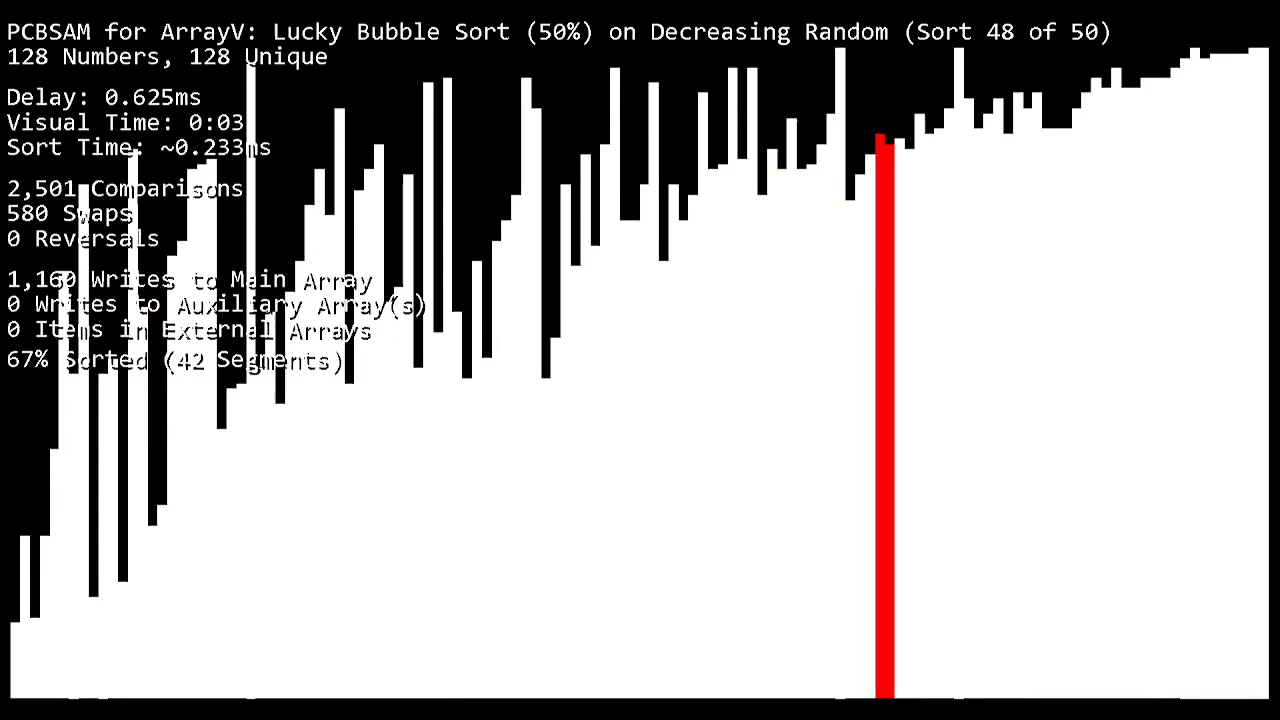 PCBSAM for ArrayV: Lucky Bubble Sort (50%) on Decreasing Random (Sort 48 of 50)
128 Numbers, 128 Unique
Delay: 0.625ms
Visual Time: 0:03
Sort Time: ~0.233ms
2,501 Comparisons
580 Swaps
0 Reversals
1,160 Writes to Main Array
0 Writes to Auxiliary Array(s)
0 Items in External Arrays
67% Sorted (42 Segments)